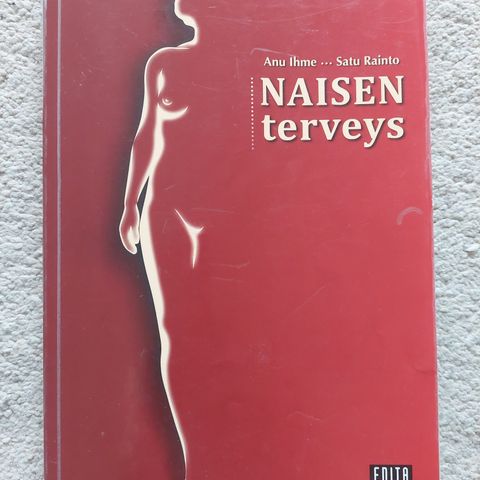 Anu Ihme ... Satu Rainto
NAISEN
terveys
EDITA